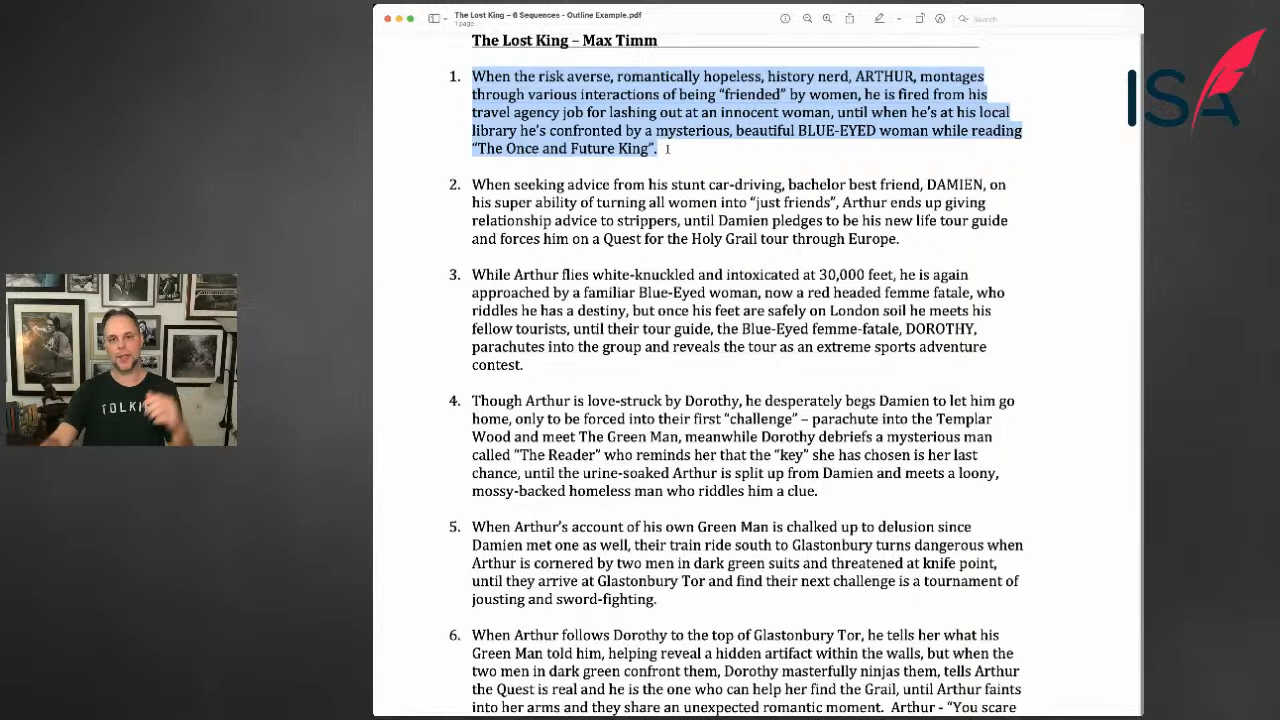 The Lost King – 6 Sequences - Outline Example.pdf
1 page
Search
The Lost King – Max Timm
1. When the risk averse, romantically hopeless, history nerd, ARTHUR, montages
through various interactions of being “friended” by women, he is fired from his
travel agency job for lashing out at an innocent woman, until when he’s at his local
library he’s confronted by a mysterious, beautiful BLUE-EYED woman while reading
“The Once and Future King”.
2. When seeking advice from his stunt car-driving, bachelor best friend, DAMIEN, on
his super ability of turning all women into “just friends”, Arthur ends up giving
relationship advice to strippers, until Damien pledges to be his new life tour guide
and forces him on a Quest for the Holy Grail tour through Europe.
3. While Arthur flies white-knuckled and intoxicated at 30,000 feet, he is again
approached by a familiar Blue-Eyed woman, now a red headed femme fatale, who
riddles he has a destiny, but once his feet are safely on London soil he meets his
fellow tourists, until their tour guide, the Blue-Eyed femme-fatale, DOROTHY,
parachutes into the group and reveals the tour as an extreme sports adventure
contest.
4. Though Arthur is love-struck by Dorothy, he desperately begs Damien to let him go
home, only to be forced into their first “challenge” – parachute into the Templar
Wood and meet The Green Man, meanwhile Dorothy debriefs a mysterious man
called “The Reader” who reminds her that the “key” she has chosen is her last
chance, until the urine-soaked Arthur is split up from Damien and meets a loony,
mossy-backed homeless man who riddles him a clue.
5. When Arthur’s account of his own Green Man is chalked up to delusion since
Damien met one as well, their train ride south to Glastonbury turns dangerous when
Arthur is cornered by two men in dark green suits and threatened at knife point,
until they arrive at Glastonbury Tor and find their next challenge is a tournament of
jousting and sword-fighting.
6. When Arthur follows Dorothy to the top of Glastonbury Tor, he tells her what his
Green Man told him, helping reveal a hidden artifact within the walls, but when the
two men in dark green confront them, Dorothy masterfully ninjas them, tells Arthur
the Quest is real and he is the one who can help her find the Grail, until Arthur faints
into her arms and they share an unexpected romantic moment. Arthur - “You scare
ISA